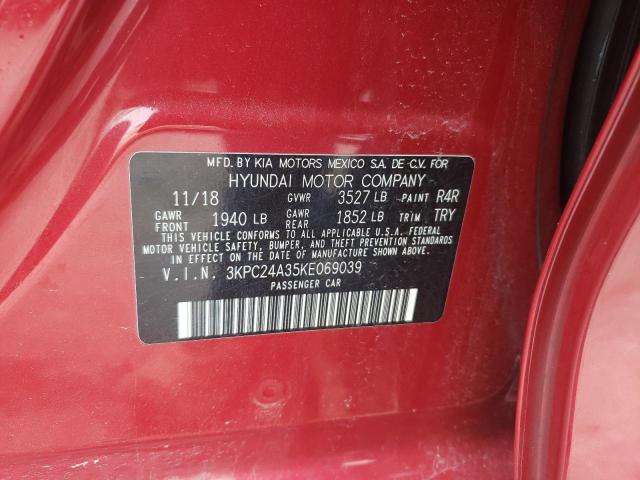 MFD. BY KIA MOTORS MEXICO S.A. DE C.V. FOR
HYUNDAI MOTOR COMPANY
11/18 GVWR 3527 LB PAINT R4R
GAWR FRONT 1940 LB GAWR REAR 1852 LB TRIM TRY
THIS VEHICLE CONFORMS TO ALL APPLICABLE U.S.A. FEDERAL
MOTOR VEHICLE SAFETY, BUMPER, AND THEFT PREVENTION STANDARDS
IN EFFECT ON THE DATE OF MANUFACTURE SHOWN ABOVE.
V.I.N. 3KPC24A35KE069039
PASSENGER CAR